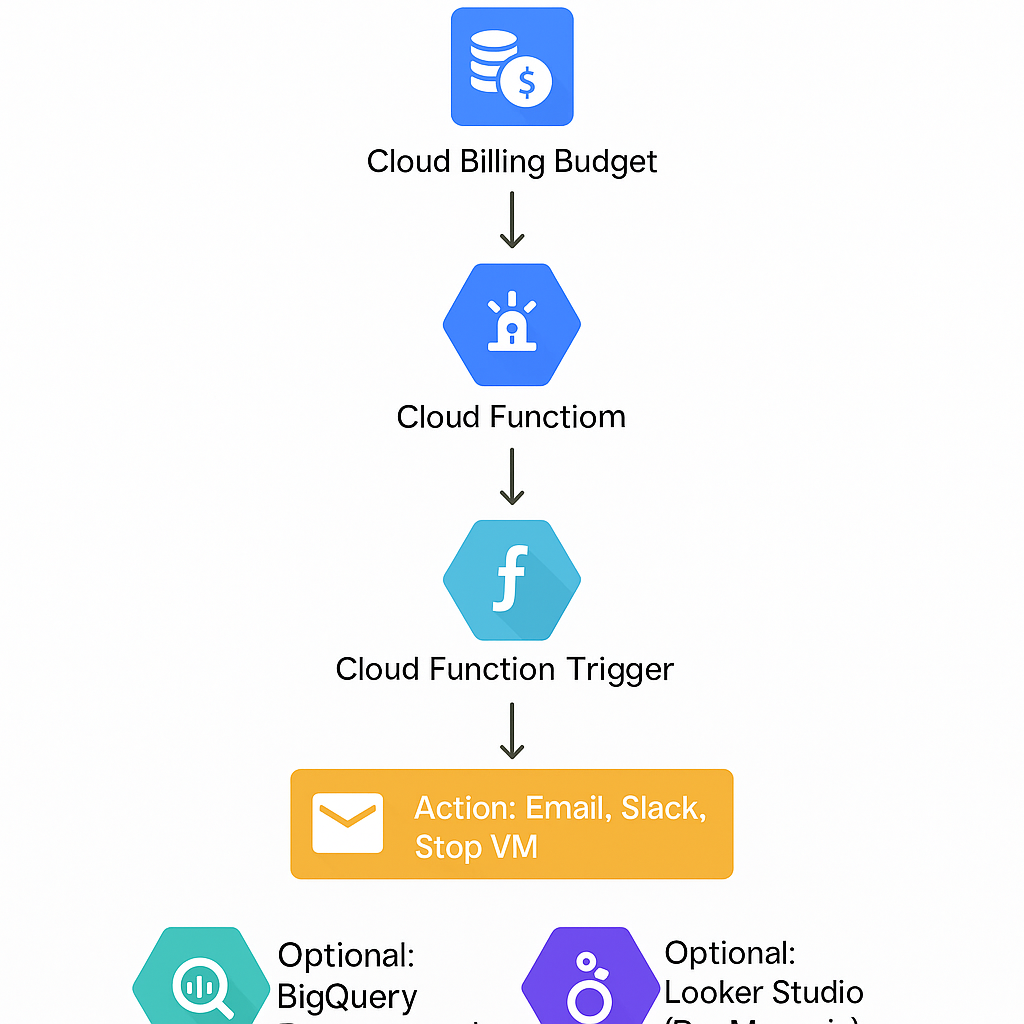 $
Cloud Billing Budget
Cloud Functiom
f
Cloud Function Trigger
Action: Email, Slack,
Stop VM
Optional:
BigQuery
Optional:
Looker Studio